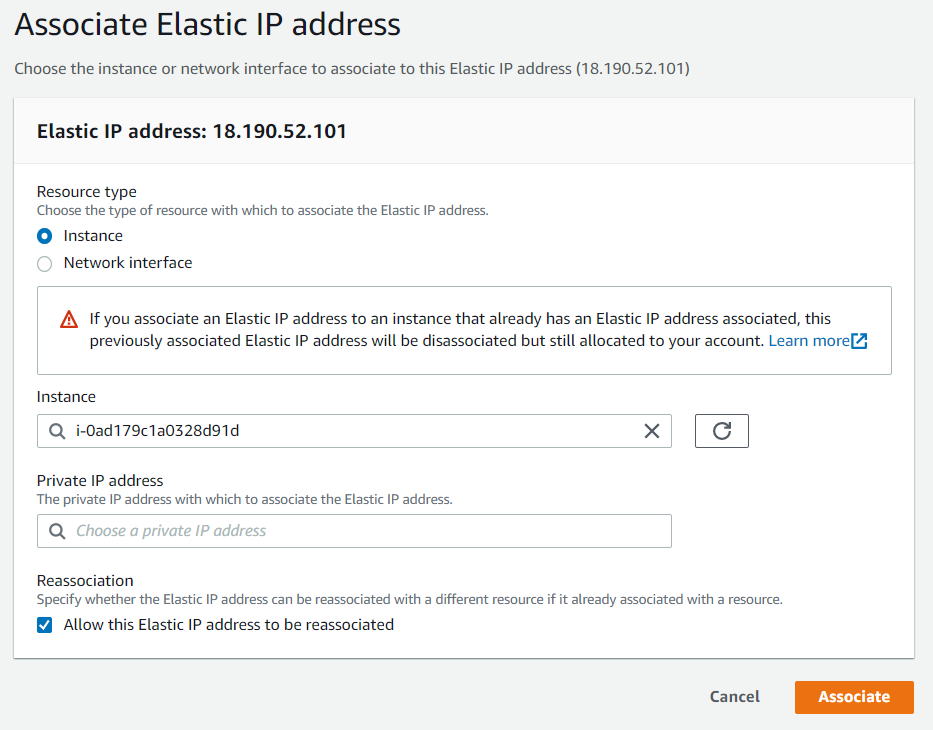 Associate Elastic IP address
Choose the instance or network interface to associate to this Elastic IP address (18.190.52.101)
Elastic IP address: 18.190.52.101
Resource type
Choose the type of resource with which to associate the Elastic IP address.
Instance
Network interface
If you associate an Elastic IP address to an instance that already has an Elastic IP address associated, this
previously associated Elastic IP address will be disassociated but still allocated to your account. Learn more
Instance
i-0ad179c1a0328d91d
Private IP address
The private IP address with which to associate the Elastic IP address.
Choose a private IP address
Reassociation
Specify whether the Elastic IP address can be reassociated with a different resource if it already associated with a resource.
Allow this Elastic IP address to be reassociated
Cancel
Associate